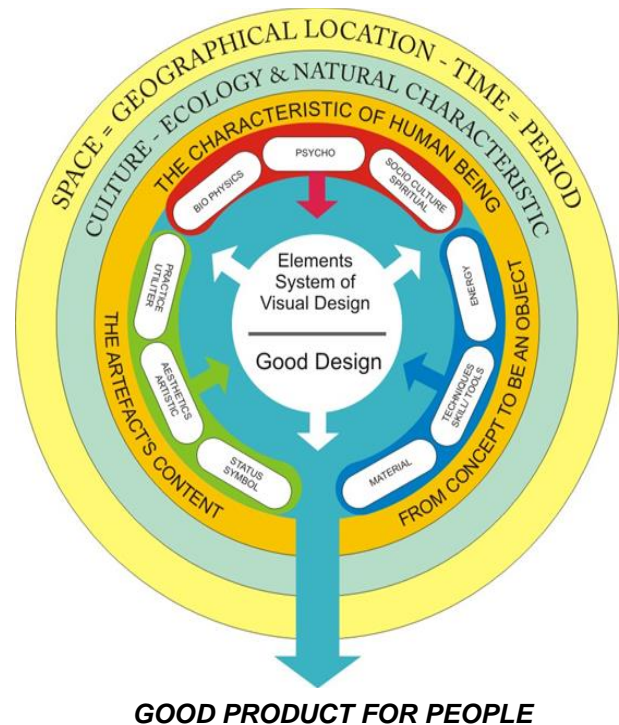 SPACE = GEOGRAPHICAL LOCATION - TIME = PERIOD
CULTURE - ECOLOGY & NATURAL CHARACTERISTIC
THE CHARACTERISTIC OF HUMAN BEING
BIO PHYSICS
PSYCHO
SOCIO CULTURE
SPIRITUAL
PRACTICE
UTILITER
AESTHETICS
ARTISTIC
STATUS
SYMBOL
THE ARTEFACT'S CONTENT
Elements
System of
Visual Design
Good Design
ENERGY
TECHNIQUES
SKILL/ TOOLS
MATERIAL
FROM CONCEPT TO BE AN OBJECT
GOOD PRODUCT FOR PEOPLE